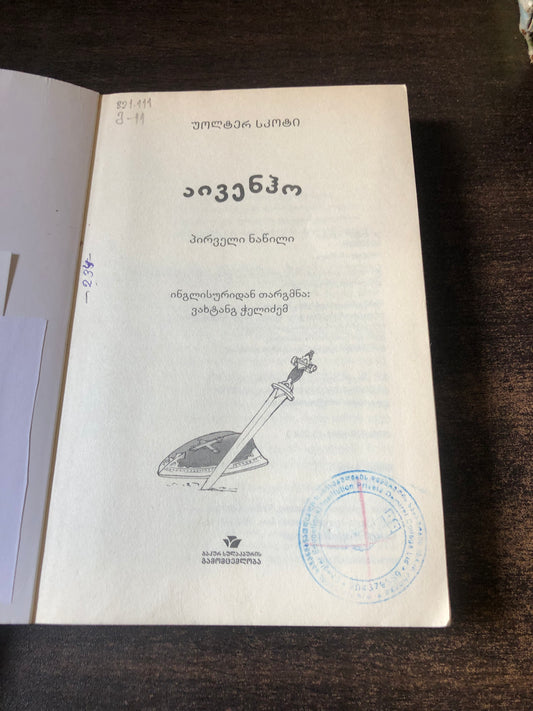 821.111
ჰ-11
უოლტერ სკოტი
აივენჰო
პირველი ნაწილი
-234-
ინგლისურიდან თარგმნა:
ვახტანგ ჭელიძემ
ბაკურ სულაკაურის
გამომცემლობა